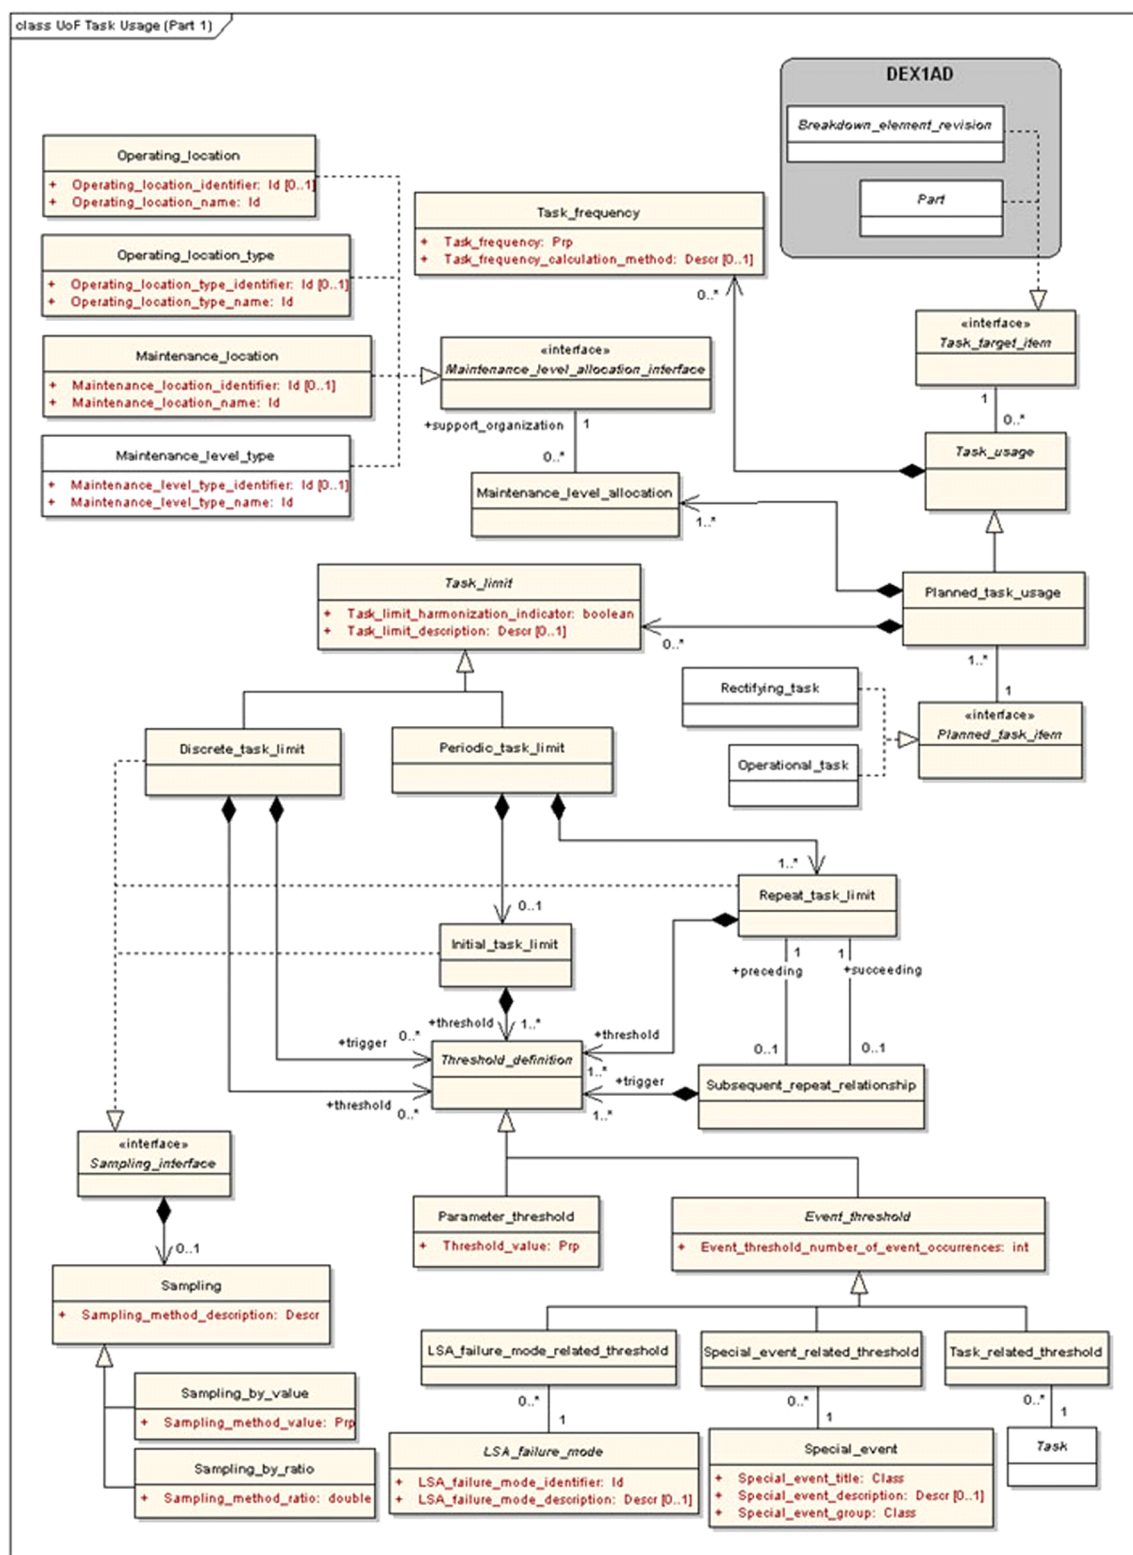 class UoF Task Usage (Part 1)
DEX1AD
Breakdown_element_revision
Part
Operating_location
+ Operating_location_identifier: Id [0..1]
+ Operating_location_name: Id
Task_frequency
+ Task_frequency: Prp
+ Task_frequency_calculation_method: Descr [0..1]
0..*
Operating_location_type
+ Operating_location_type_identifier: Id [0..1]
+ Operating_location_type_name: Id
«interface»
Task_target_item
1
0..*
Maintenance_location
+ Maintenance_location_identifier: Id [0..1]
+ Maintenance_location_name: Id
«interface»
Maintenance_level_allocation_interface
+support_organization
1
0..*
Task_usage
Maintenance_level_type
+ Maintenance_level_type_identifier: Id [0..1]
+ Maintenance_level_type_name: Id
Maintenance_level_allocation
1..*
Task_limit
+ Task_limit_harmonization_indicator: boolean
+ Task_limit_description: Descr [0..1]
0..*
Planned_task_usage
1..*
1
Rectifying_task
«interface»
Planned_task_item
Operational_task
Discrete_task_limit
Periodic_task_limit
1..*
0..1
Repeat_task_limit
Initial_task_limit
1
1
+preceding
+succeeding
0..1
0..1
+threshold
1..*
+threshold
1..*
+trigger
0..*
Threshold_definition
+threshold
0..*
+trigger
1..*
Subsequent_repeat_relationship
«interface»
Sampling_interface
0..1
Parameter_threshold
+ Threshold_value: Prp
Event_threshold
+ Event_threshold_number_of_event_occurrences: int
Sampling
+ Sampling_method_description: Descr
LSA_failure_mode_related_threshold
0..*
1
Special_event_related_threshold
0..*
1
Task_related_threshold
0..*
1
Sampling_by_value
+ Sampling_method_value: Prp
Sampling_by_ratio
+ Sampling_method_ratio: double
LSA_failure_mode
+ LSA_failure_mode_identifier: Id
+ LSA_failure_mode_description: Descr [0..1]
Special_event
+ Special_event_title: Class
+ Special_event_description: Descr [0..1]
+ Special_event_group: Class
Task